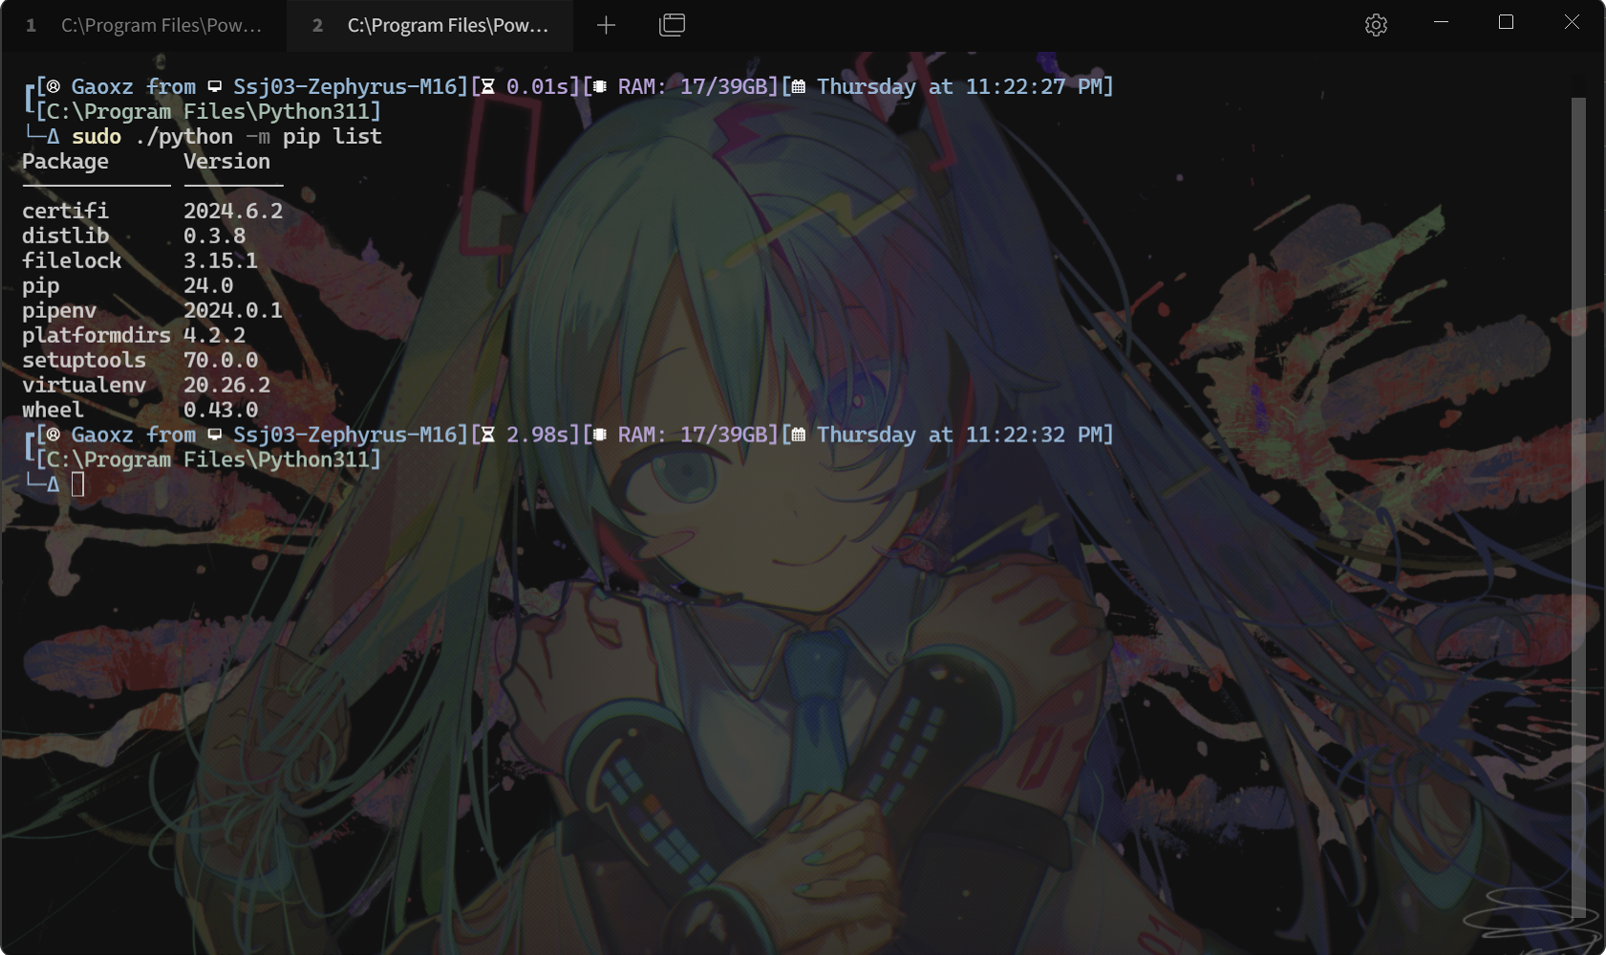 1 C:\Program Files\Pow...
2 C:\Program Files\Pow...
[Gaoxz from Ssj03-Zephyrus-M16][0.01s][RAM: 17/39GB][Thursday at 11:22:27 PM]
[C:\Program Files\Python311]
└─Δ sudo ./python -m pip list
Package Version
certifi 2024.6.2
distlib 0.3.8
filelock 3.15.1
pip 24.0
pipenv 2024.0.1
platformdirs 4.2.2
setuptools 70.0.0
virtualenv 20.26.2
wheel 0.43.0
[Gaoxz from Ssj03-Zephyrus-M16][2.98s][RAM: 17/39GB][Thursday at 11:22:32 PM]
[C:\Program Files\Python311]
└─Δ
01